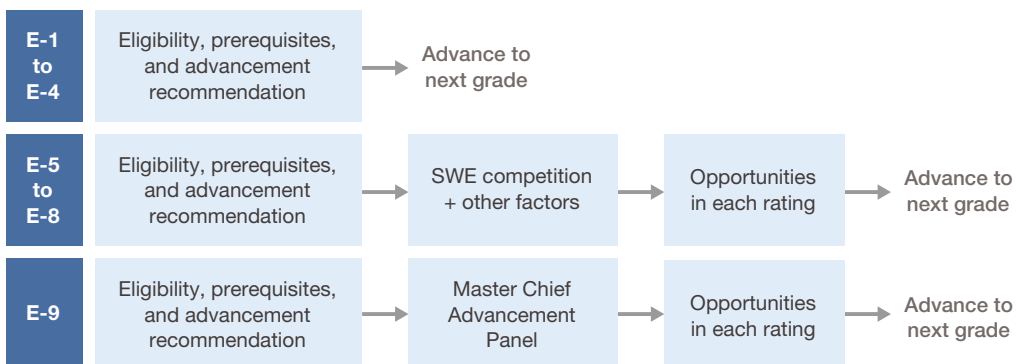 E-1
to
E-4
Eligibility, prerequisites,
and advancement
recommendation
Advance to
next grade
E-5
to
E-8
Eligibility, prerequisites,
and advancement
recommendation
SWE competition
+ other factors
Opportunities
in each rating
Advance to
next grade
E-9
Eligibility, prerequisites,
and advancement
recommendation
Master Chief
Advancement
Panel
Opportunities
in each rating
Advance to
next grade